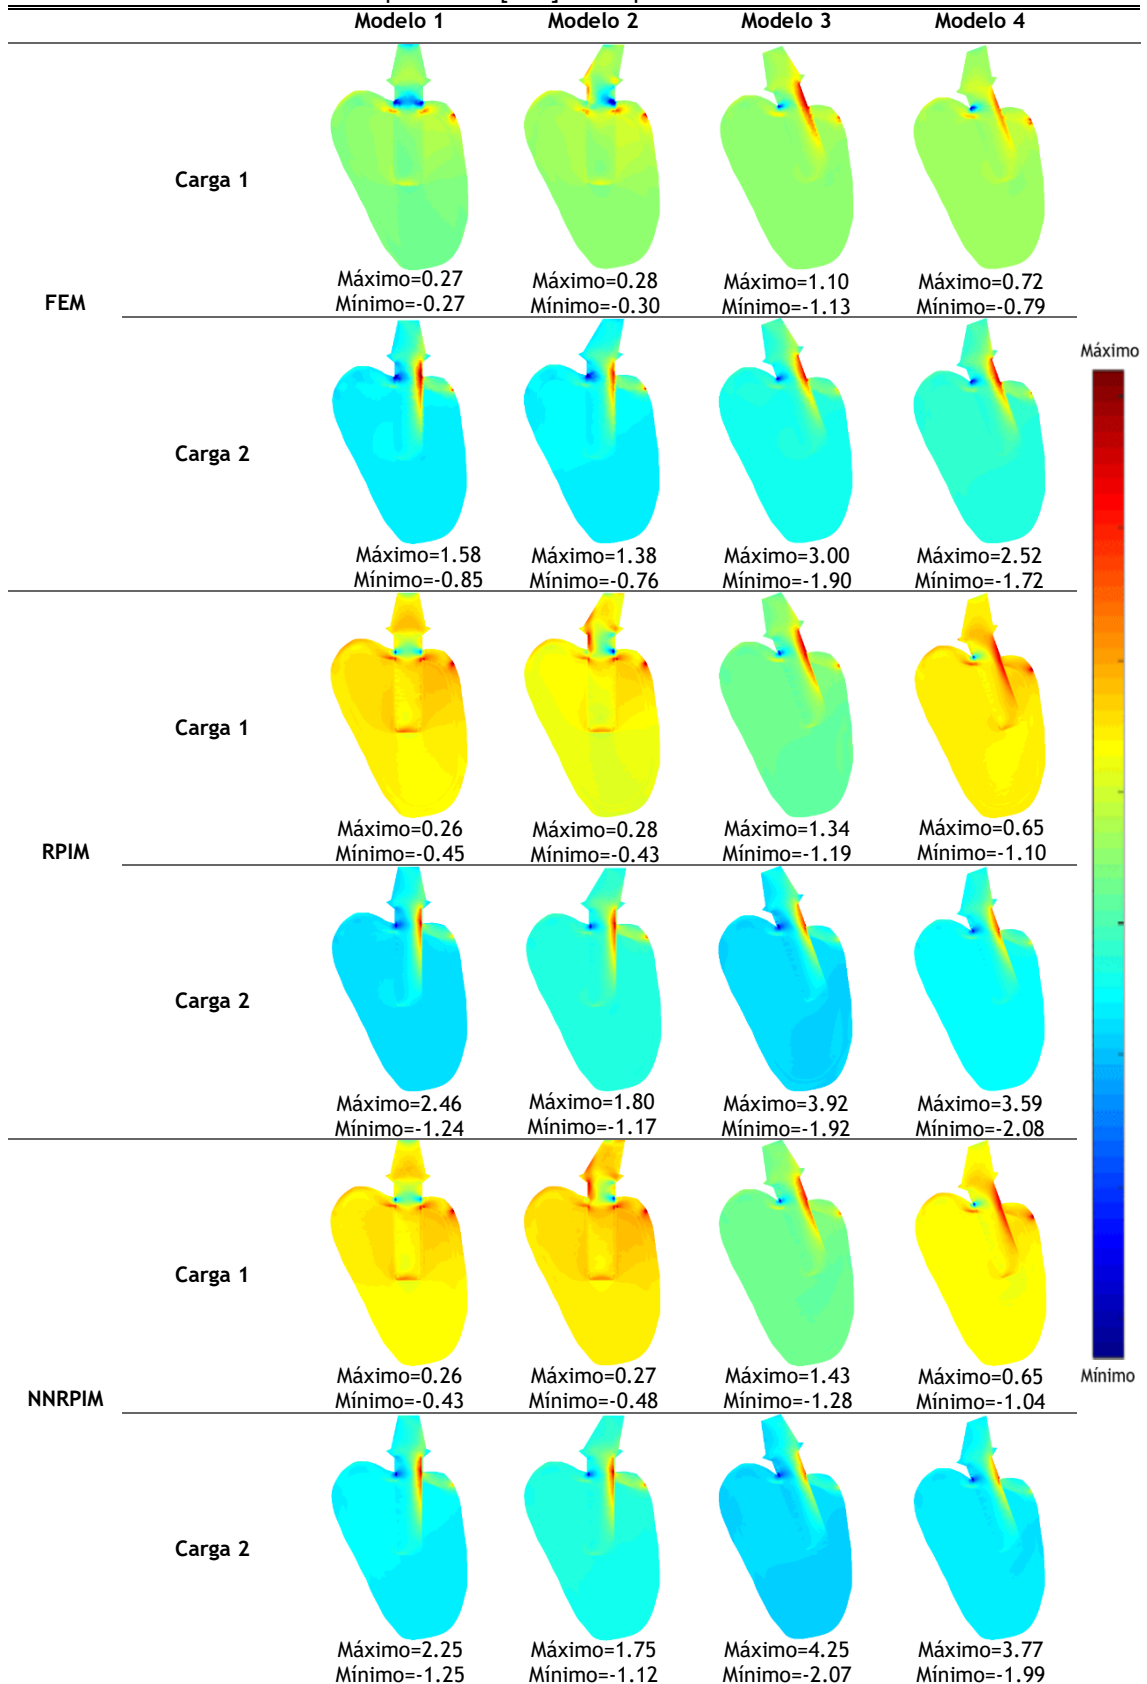 Modelo 1 Modelo 2 Modelo 3 Modelo 4
FEM
Carga 1
Máximo=0.27 Máximo=0.28 Máximo=1.10 Máximo=0.72
Mínimo=-0.27 Mínimo=-0.30 Mínimo=-1.13 Mínimo=-0.79
Carga 2
Máximo=1.58 Máximo=1.38 Máximo=3.00 Máximo=2.52
Mínimo=-0.85 Mínimo=-0.76 Mínimo=-1.90 Mínimo=-1.72
RPIM
Carga 1
Máximo=0.26 Máximo=0.28 Máximo=1.34 Máximo=0.65
Mínimo=-0.45 Mínimo=-0.43 Mínimo=-1.19 Mínimo=-1.10
Carga 2
Máximo=2.46 Máximo=1.80 Máximo=3.92 Máximo=3.59
Mínimo=-1.24 Mínimo=-1.17 Mínimo=-1.92 Mínimo=-2.08
NNRPIM
Carga 1
Máximo=0.26 Máximo=0.27 Máximo=1.43 Máximo=0.65
Mínimo=-0.43 Mínimo=-0.48 Mínimo=-1.28 Mínimo=-1.04
Carga 2
Máximo=2.25 Máximo=1.75 Máximo=4.25 Máximo=3.77
Mínimo=-1.25 Mínimo=-1.12 Mínimo=-2.07 Mínimo=-1.99
Máximo
Mínimo